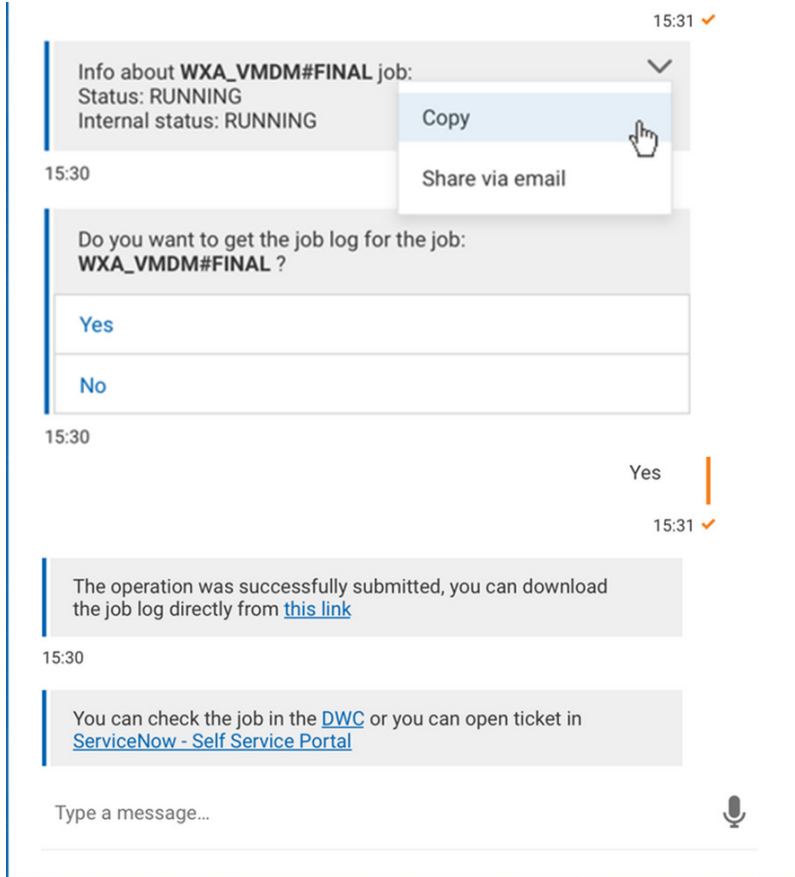 15:31
Info about WXA_VMDM#FINAL job:
Status: RUNNING
Internal status: RUNNING
Copy
Share via email
15:30
Do you want to get the job log for the job:
WXA_VMDM#FINAL ?
Yes
No
15:30
Yes
15:31
The operation was successfully submitted, you can download
the job log directly from this link
15:30
You can check the job in the DWC or you can open ticket in
ServiceNow - Self Service Portal
Type a message...